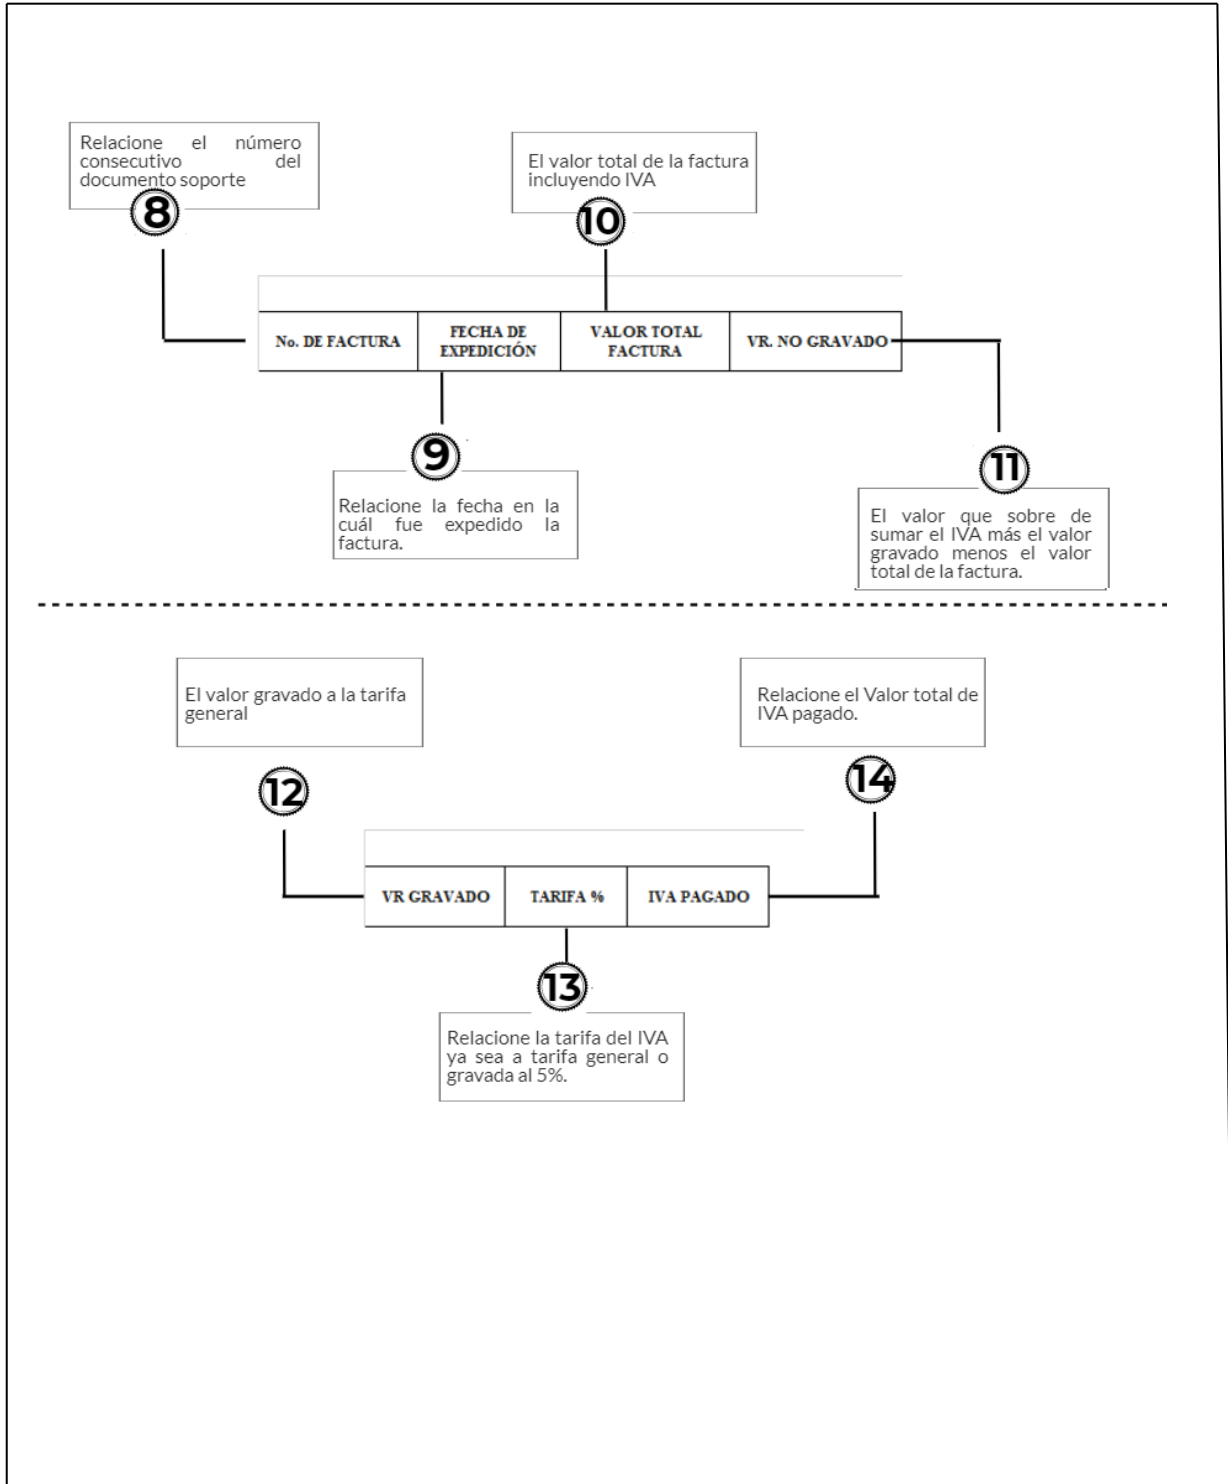 Relione el número
consecutivo del
documento soporte
8
El valor total de la factura
incluyendo IVA
10
No. DE FACTURA
FECHA DE
EXPEDICIÓN
VALOR TOTAL
FACTURA
VR. NO GRAVADO
9
Relacione la fecha en la
cuál fue expedido la
factura.
11
El valor que sobre de
sumar el IVA más el valor
gravado menos el valor
total de la factura.
El valor gravado a la tarifa
general
12
Relacione el Valor total de
IVA pagado.
14
VR GRAVADO
TARIFA %
IVA PAGADO
13
Relacione la tarifa del IVA
ya sea a tarifa general o
gravada al 5%.